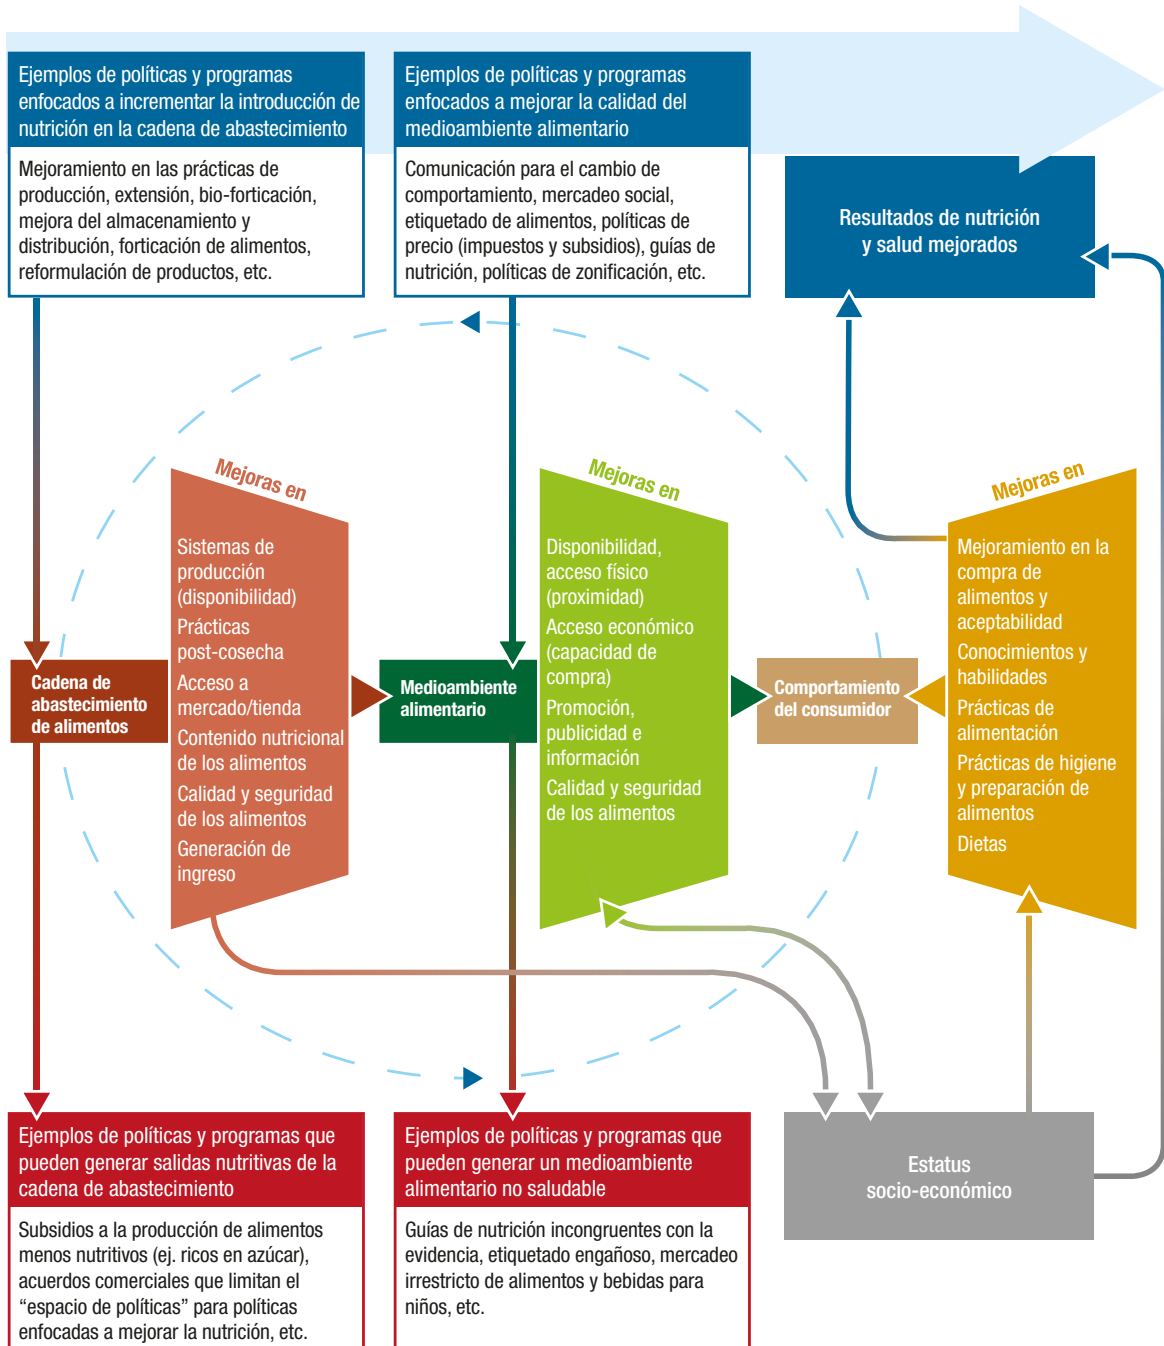 Ejemplos de políticas y programas
enfocados a incrementar la introducción de
nutrición en la cadena de abastecimiento
Mejoramiento en las prácticas de
producción, extensión, bio-forticación,
mejora del almacenamiento y
distribución, forticación de alimentos,
reformulación de productos, etc.
Ejemplos de políticas y programas
enfocados a mejorar la calidad del
medioambiente alimentario
Comunicación para el cambio de
comportamiento, mercadeo social,
etiquetado de alimentos, políticas de
precio (impuestos y subsidios), guías de
nutrición, políticas de zonificación, etc.
Resultados de nutrición
y salud mejorados
Cadena de
abastecimiento
de alimentos
Mejoras en
Sistemas de
producción
(disponibilidad)
Prácticas
post-cosecha
Acceso a
mercado/tienda
Contenido nutricional
de los alimentos
Calidad y seguridad
de los alimentos
Generación de
ingreso
Medioambiente
alimentario
Mejoras en
Disponibilidad,
acceso físico
(proximidad)
Acceso económico
(capacidad de
compra)
Promoción,
publicidad e
información
Calidad y seguridad
de los alimentos
Comportamiento
del consumidor
Mejoras en
Mejoramiento en la
compra de
alimentos y
aceptabilidad
Conocimientos y
habilidades
Prácticas de
alimentación
Prácticas de higiene
y preparación de
alimentos
Dietas
Ejemplos de políticas y programas que
pueden generar salidas nutritivas de la
cadena de abastecimiento
Subsidios a la producción de alimentos
menos nutritivos (ej. ricos en azúcar),
acuerdos comerciales que limitan el
“espacio de políticas” para políticas
enfocadas a mejorar la nutrición, etc.
Ejemplos de políticas y programas que
pueden generar un medioambiente
alimentario no saludable
Guías de nutrición incongruentes con la
evidencia, etiquetado engañoso, mercadeo
irrestricto de alimentos y bebidas para
niños, etc.
Estatus
socio-económico